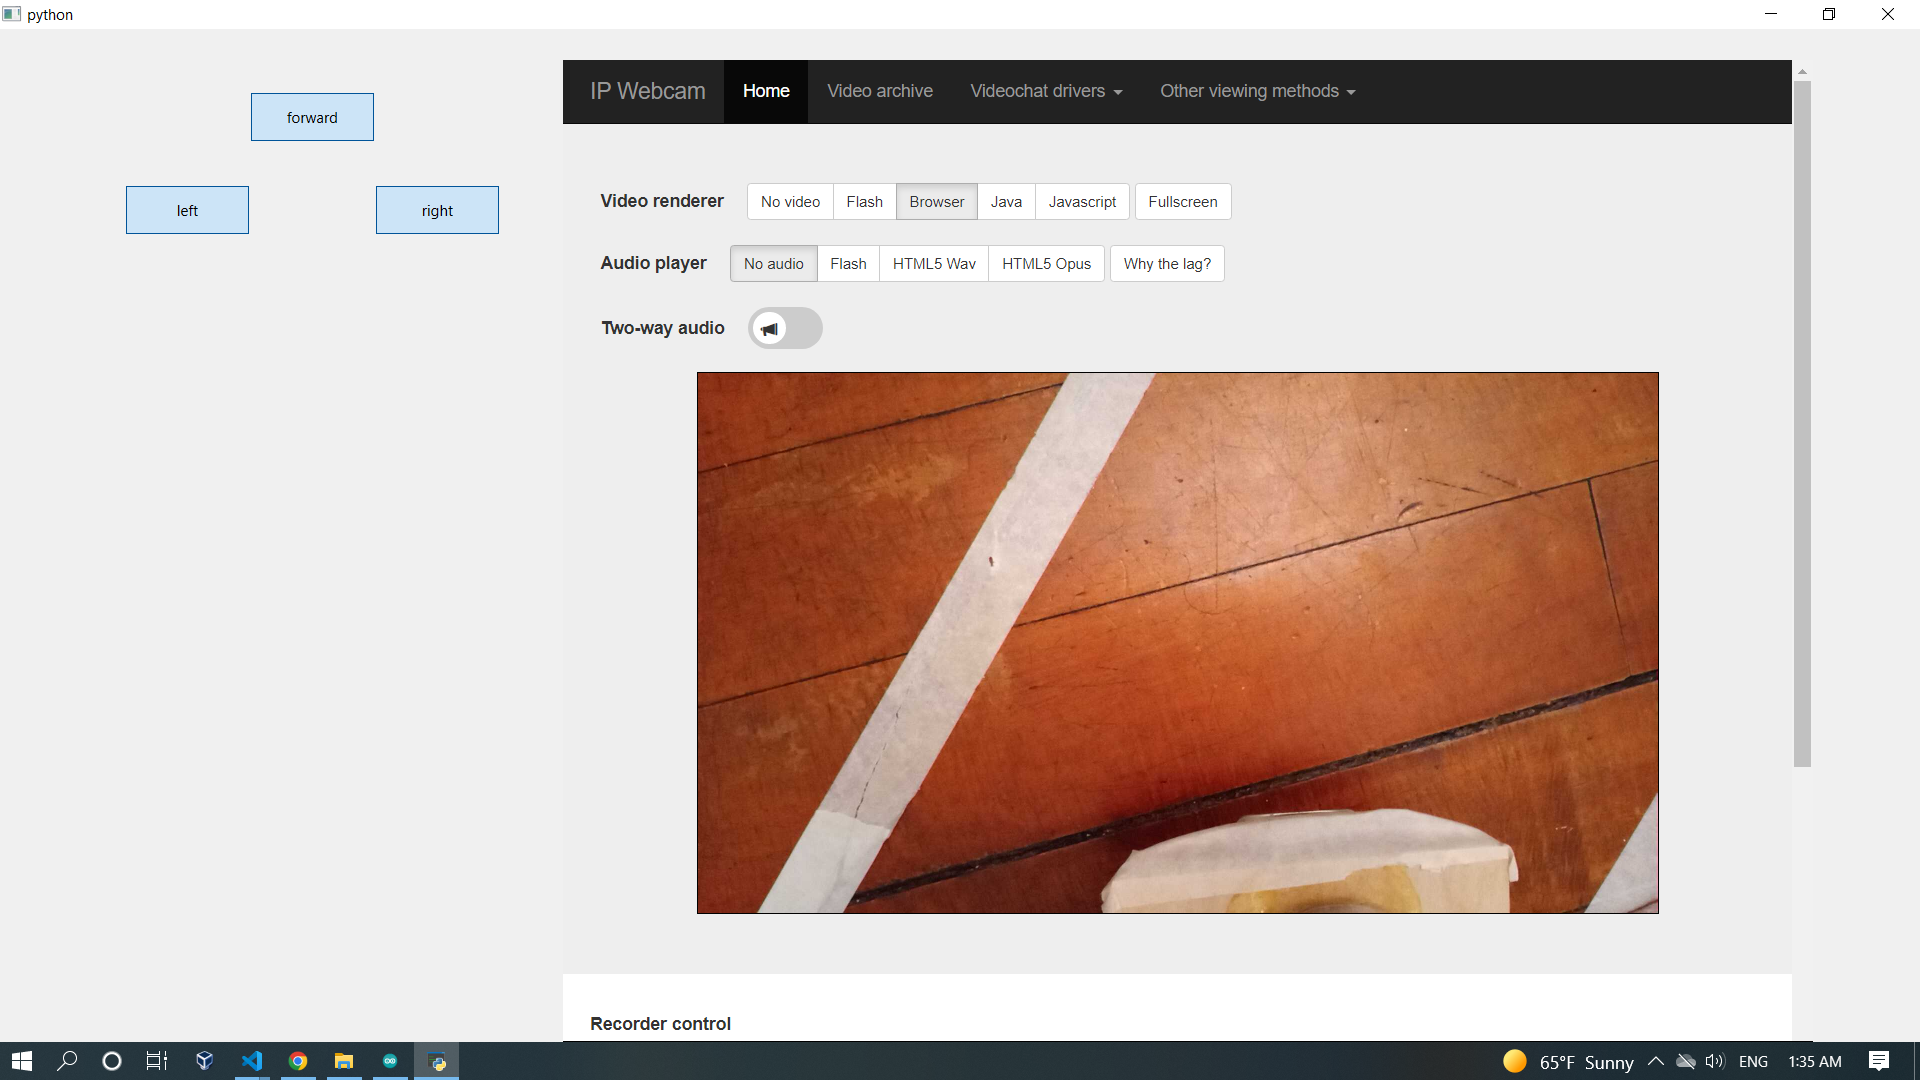 python
forward
left
right
IP Webcam Home Video archive Videochat drivers Other viewing methods
Video renderer No video Flash Browser Java Javascript Fullscreen
Audio player No audio Flash HTML5 Wav HTML5 Opus Why the lag?
Two-way audio
Recorder control
65°F Sunny ENG 1:35 AM